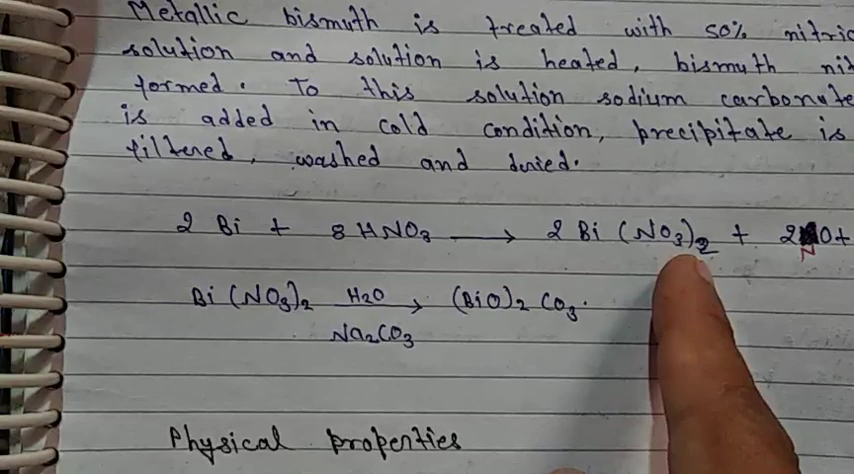 Metallic bismuth is treated with 50% nitric
solution and solution is heated, bismuth nit
formed. To this solution sodium carbonate
is added in cold condition, precipitate is
filtered, washed and dried.
2 Bi + 8 HNO3 → 2 Bi (NO3)2 + 2NO+
Bi (NO3)2 H2O → (BiO)2 CO3.
Na2CO3
Physical properties